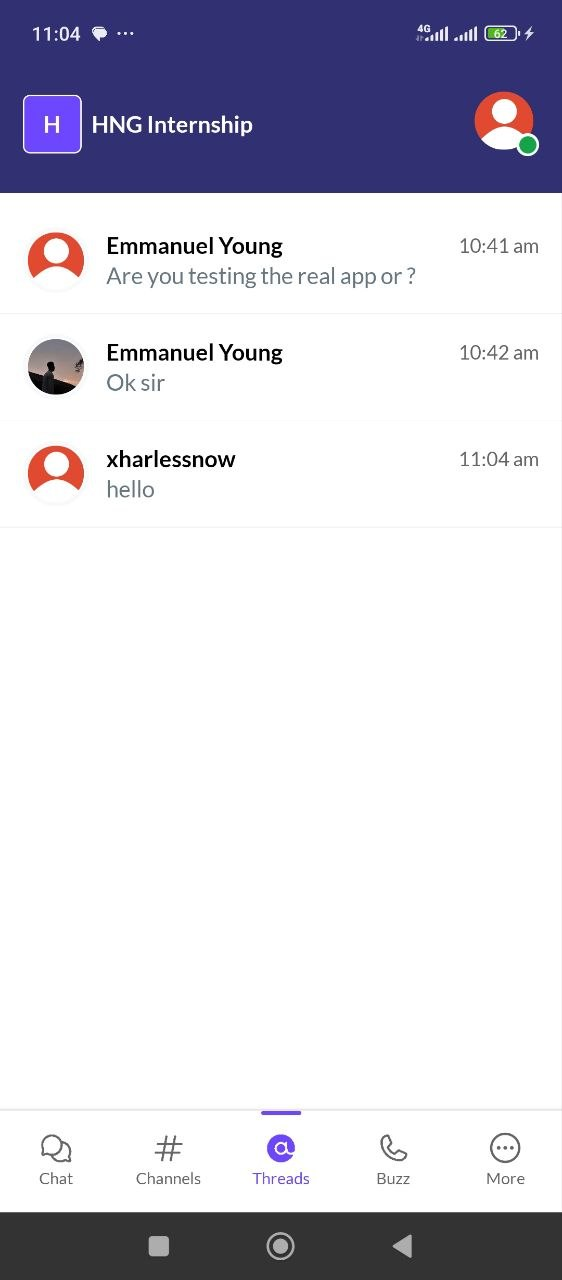 11:04 ... 4G 62
H HNG Internship
Emmanuel Young 10:41 am
Are you testing the real app or ?
Emmanuel Young 10:42 am
Ok sir
xharlessnow 11:04 am
hello
Chat Channels Threads Buzz More